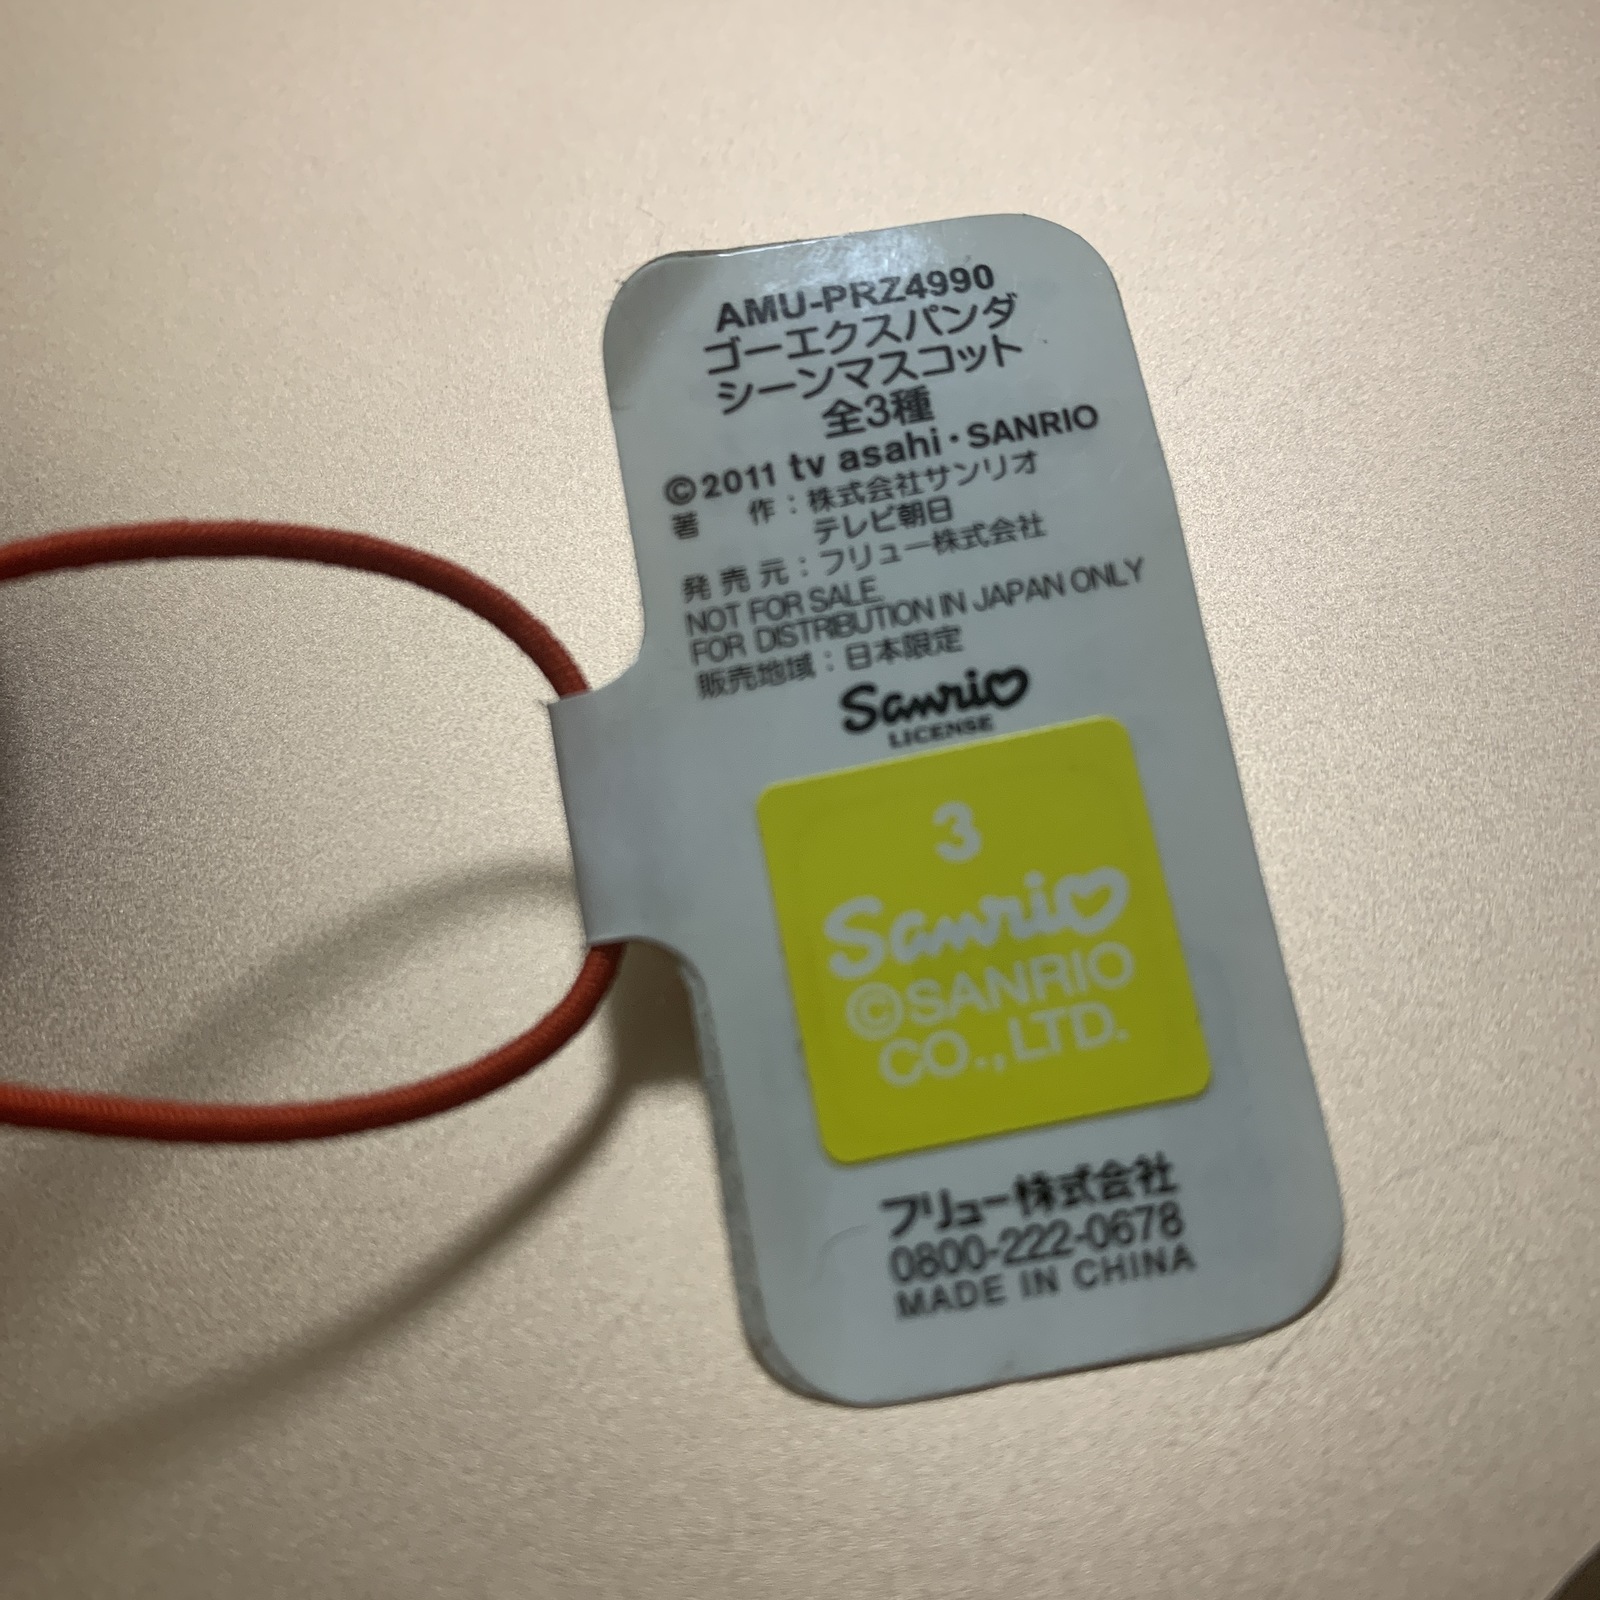 AMU-PRZ4990
ゴーエクスパンダ
シーンマスコット
全3種
©2011 tv asahi・SANRIO
著 作：株式会社サンリオ
テレビ朝日
発売元：フリュー株式会社
NOT FOR SALE
FOR DISTRIBUTION IN JAPAN ONLY
販売地域：日本限定
Sanrio
LICENSE
3
Sanrio
©SANRIO
CO.,LTD.
フリュー株式会社
0800-222-0678
MADE IN CHINA